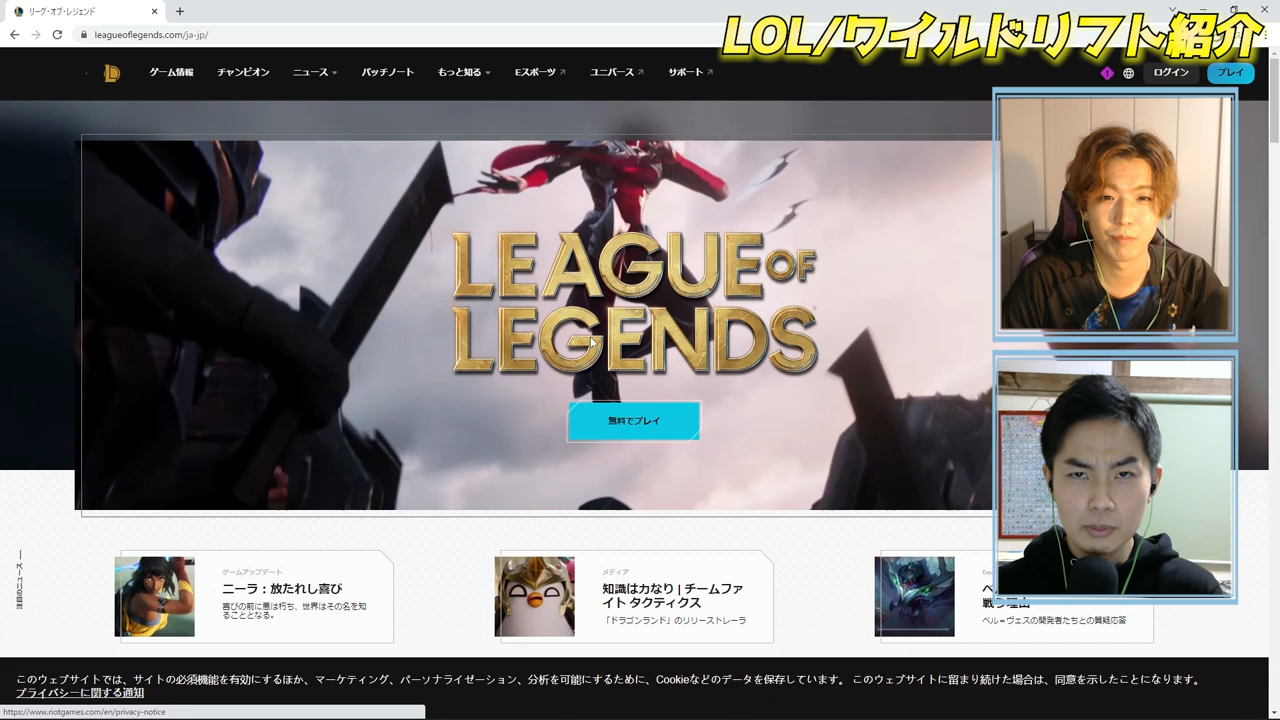 リーグ・オブ・レジェンド
leagueoflegends.com/ja-jp/
LOL/ワイルドリフト紹介
ゲーム情報 チャンピオン ニュース パッチノート もっと知る Eスポーツ ユニバース サポート ログイン プレイ
LEAGUE OF
LEGENDS
無料でプレイ
注目のニュース
ゲームアップデート
ニーラ：放たれし喜び
喜びの前に悪は朽ち、世界はその名を知
ることとなる。
メディア
知識は力なり | チームファ
イト タクティクス
「ドラゴンランド」のリリーストレーラ
De
戦う理由
ベル＝ヴェスの開発者たちとの質疑応答
このウェブサイトでは、サイトの必須機能を有効にするほか、マーケティング、パーソナライゼーション、分析を可能にするために、Cookieなどのデータを保存しています。 このウェブサイトに留まり続けた場合は、同意を示したことになります。
プライバシーに関する通知
https://www.riotgames.com/en/privacy-notice